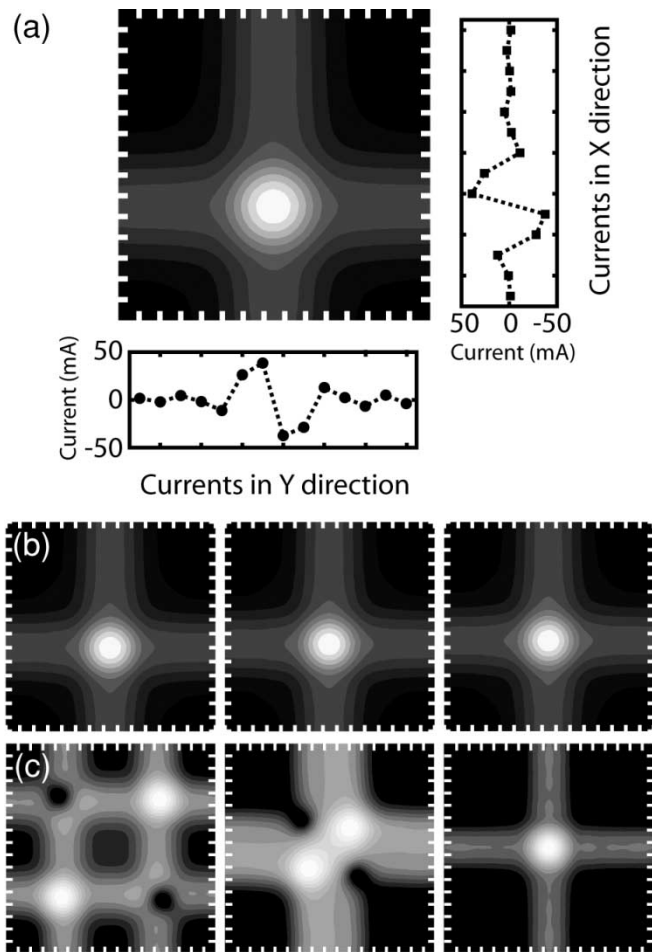 (a)
Currents in X direction
50 0 -50
Current (mA)
50
0
-50
Current (mA)
Currents in Y direction
(b)
(c)